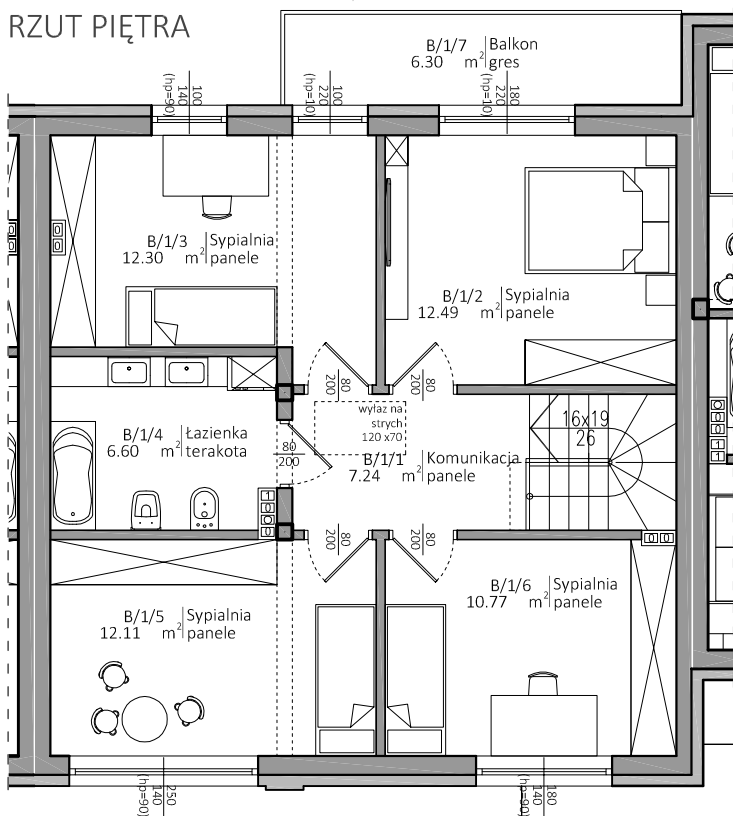 RZUT PIĘTRA
B/1/7 Balkon
6.30 m² gres
100
140
(hp=90)
100
220
(hp=10)
180
220
(hp=10)
B/1/3 Sypialnia
12.30 m² panele
B/1/2 Sypialnia
12.49 m² panele
80
200
80
200
wyłaz na
strych
120 x70
16x19
26
B/1/4 Łazienka
6.60 m² terakota
80
200
B/1/1 Komunikacja
7.24 m² panele
80
200
80
200
B/1/5 Sypialnia
12.11 m² panele
B/1/6 Sypialnia
10.77 m² panele
250
140
(hp=90)
180
140
(hp=90)